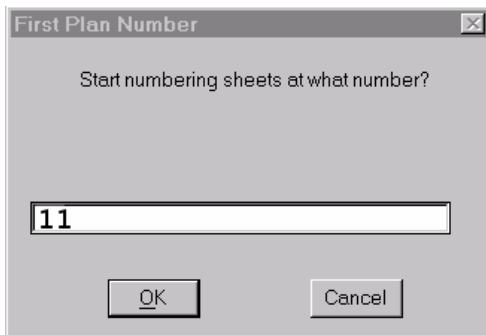 First Plan Number
Start numbering sheets at what number?
11
OK
Cancel